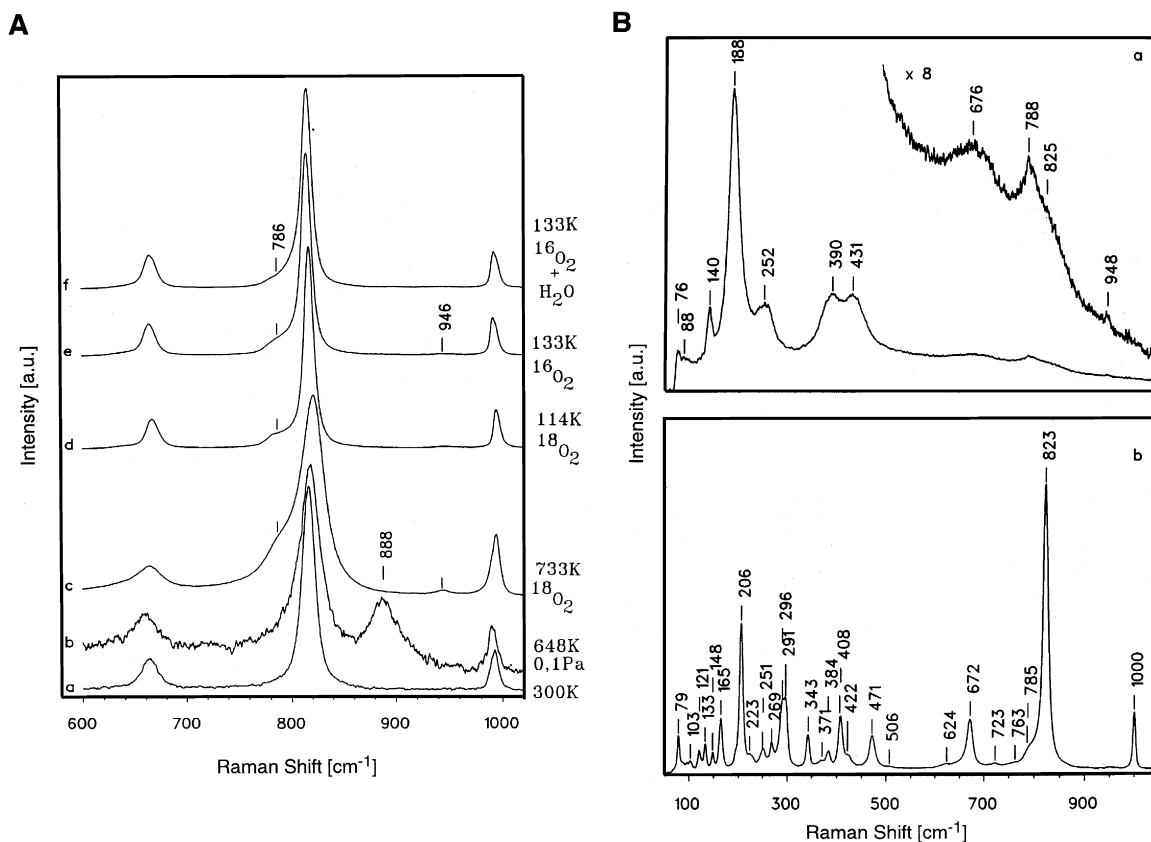 A
B
Intensity [a.u.]
f
786
133K
16O2
+
H2O
e
946
133K
16O2
d
114K
18O2
c
888
733K
18O2
b
648K
0,1Pa
a
300K
600 700 800 900 1000
Raman Shift [cm-1]
Intensity [a.u.]
a
x 8
76
88
140
188
252
390
431
676
788
825
948
b
79
103
121
133
148
165
206
223
251
269
291
296
343
371
384
408
422
471
506
624
672
723
763
785
823
1000
100 300 500 700 900
Raman Shift [cm-1]